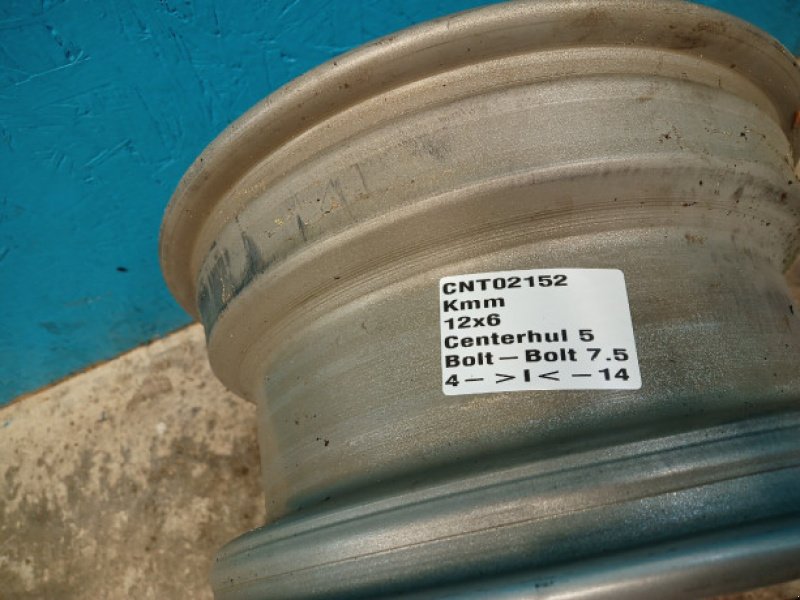 CNT02152
Kmm
12x6
Centerhul 5
Bolt – Bolt 7.5
4 – > I < – 14